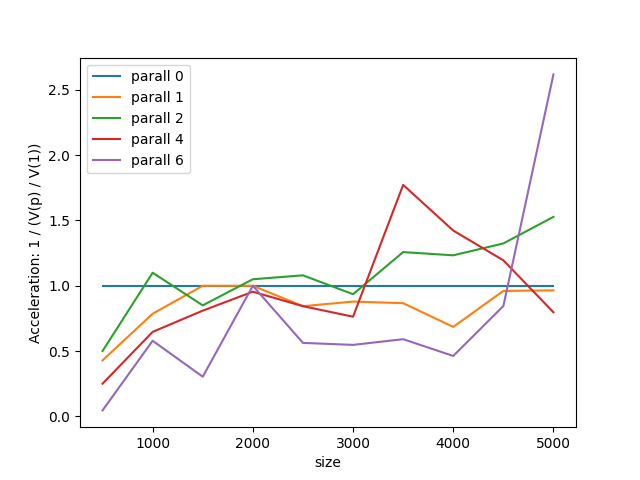 parall 0
parall 1
parall 2
parall 4
parall 6
2.5
2.0
1.5
1.0
0.5
0.0
Acceleration: 1 / (V(p) / V(1))
1000 2000 3000 4000 5000
size